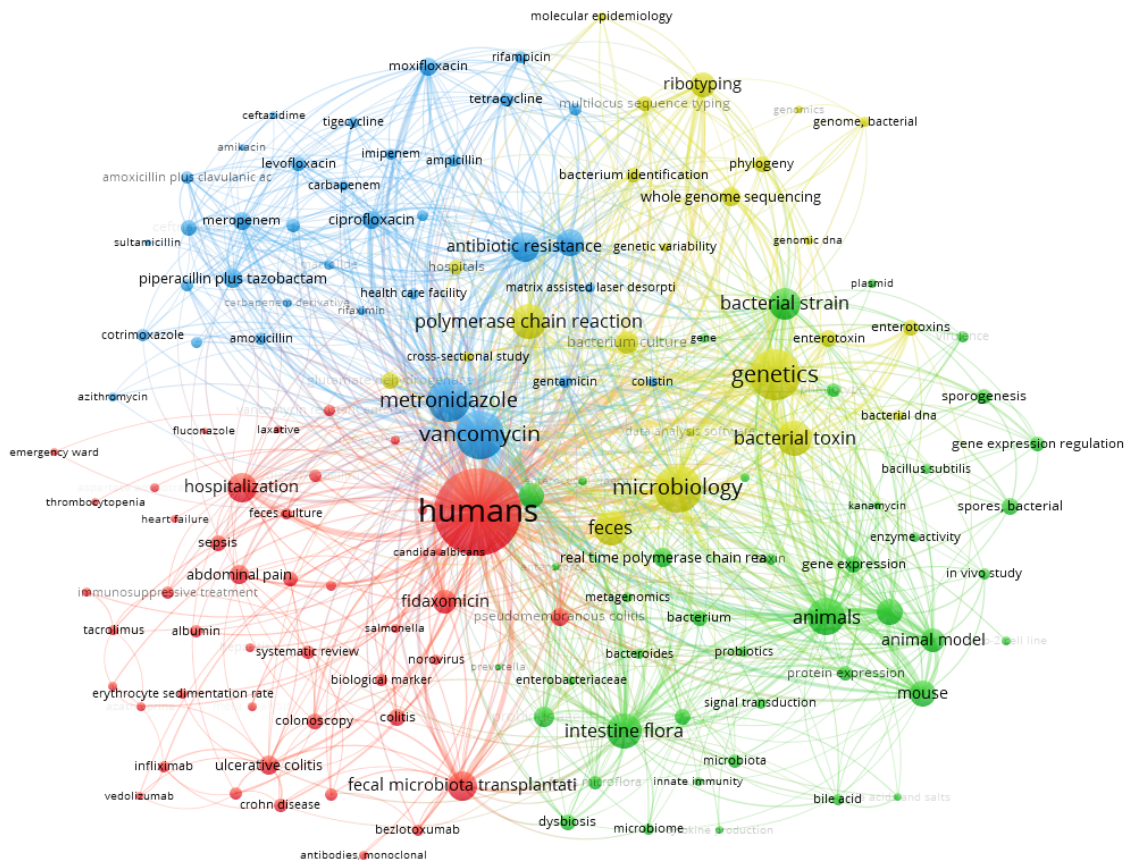 molecular epidemiology
rifampicin
moxifloxacin
ribotyping
tetracycline
multilocus sequence typing
genomics
ceftazidime
tigecycline
genome, bacterial
amikacin
imipenem
ampicillin
levofloxacin
phylogeny
amoxicillin plus clavulanic ac
carbapenem
bacterium identification
whole genome sequencing
meropenem
ciprofloxacin
sultamicillin
antibiotic resistance
genetic variability
genomic dna
hospitals
piperacillin plus tazobactam
plasmid
health care facility
matrix assisted laser desorpti
carbapenem derivative
bacterial strain
rifaximin
polymerase chain reaction
enterotoxins
cotrimoxazole
amoxicillin
bacterium culture
gene
enterotoxin
virulence
cross-sectional study
genetics
gentamicin
colistin
azithromycin
metronidazole
sporogenesis
bacterial dna
fluconazole
laxative
vancomycin
data analysis software
bacterial toxin
gene expression regulation
emergency ward
bacillus subtilis
hospitalization
microbiology
thrombocytopenia
humans
kanamycin
spores, bacterial
feces culture
heart failure
feces
enzyme activity
sepsis
candida albicans
real time polymerase chain rea
toxin
gene expression
abdominal pain
in vivo study
immunosuppressive treatment
fidaxomicin
metagenomics
pseudomembranous colitis
bacterium
animals
tacrolimus
albumin
salmonella
animal model
systematic review
norovirus
bacteroides
probiotics
prevotella
biological marker
enterobacteriaceae
protein expression
erythrocyte sedimentation rate
mouse
signal transduction
colonoscopy
colitis
intestine flora
infliximab
ulcerative colitis
microbiota
fecal microbiota transplantati
innate immunity
vedolizumab
crohn disease
bile acid
dysbiosis
microbiome
bezlotoxumab
antibodies, monoclonal